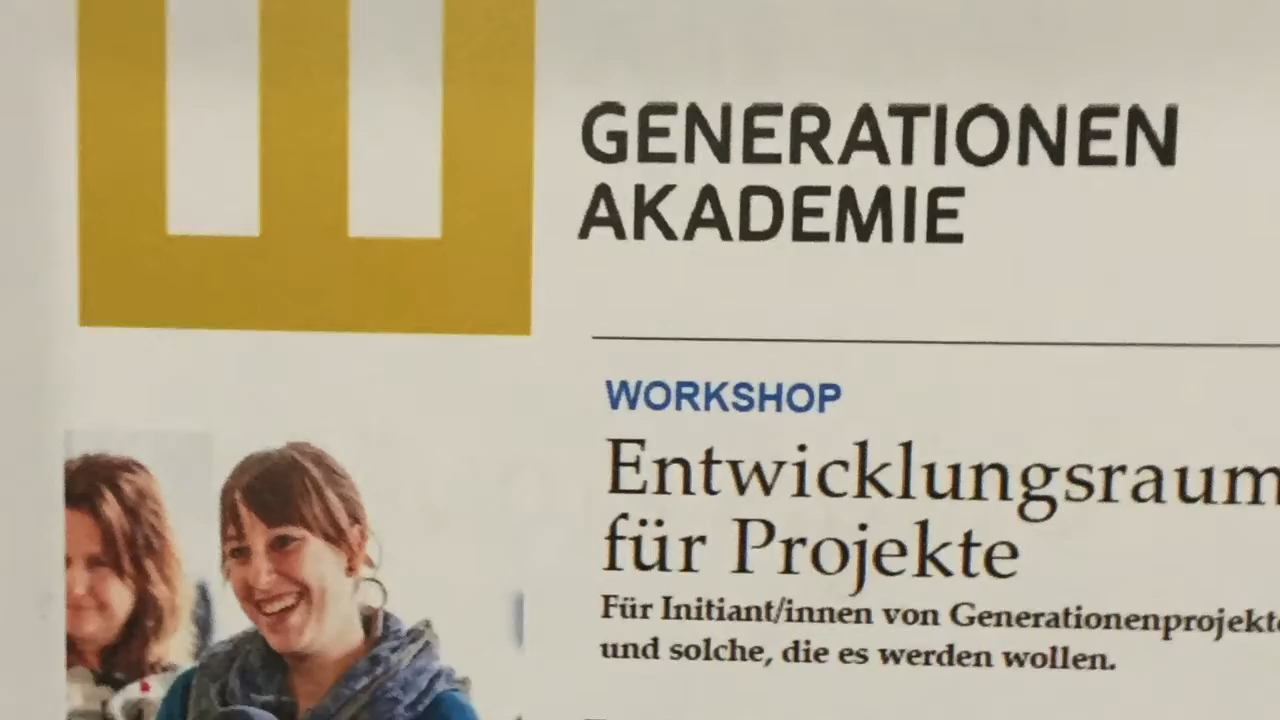 GENERATIONEN
AKADEMIE
WORKSHOP
Entwicklungsraum
für Projekte
Für Initiant/innen von Generationenprojekte
und solche, die es werden wollen.